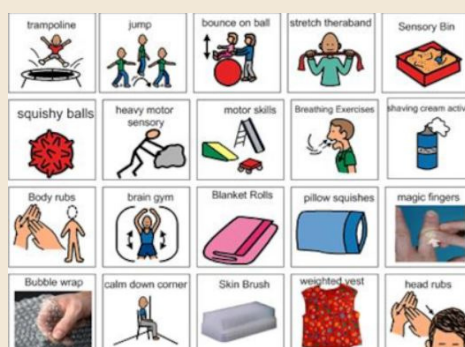 trampoline
jump
bounce on ball
stretch theraband
Sensory Bin
squishy balls
heavy motor
sensory
motor skills
Breathing Exercises
shaving cream activ
Body rubs
brain gym
Blanket Rolls
pillow squishes
magic fingers
Bubble wrap
calm down corner
Skin Brush
weighted vest
head rubs